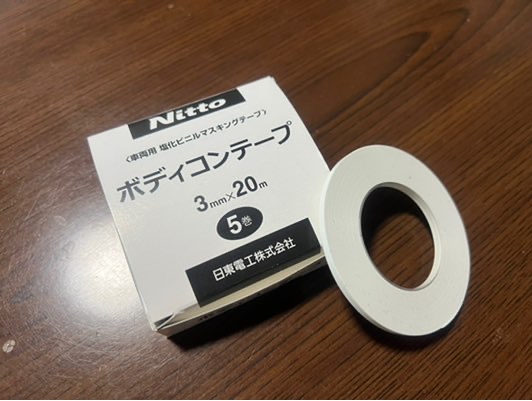 Nitto
〈車両用 塩化ビニルマスキングテープ〉
ボディコンテープ
3mm×20m
5巻
日東電工株式会社